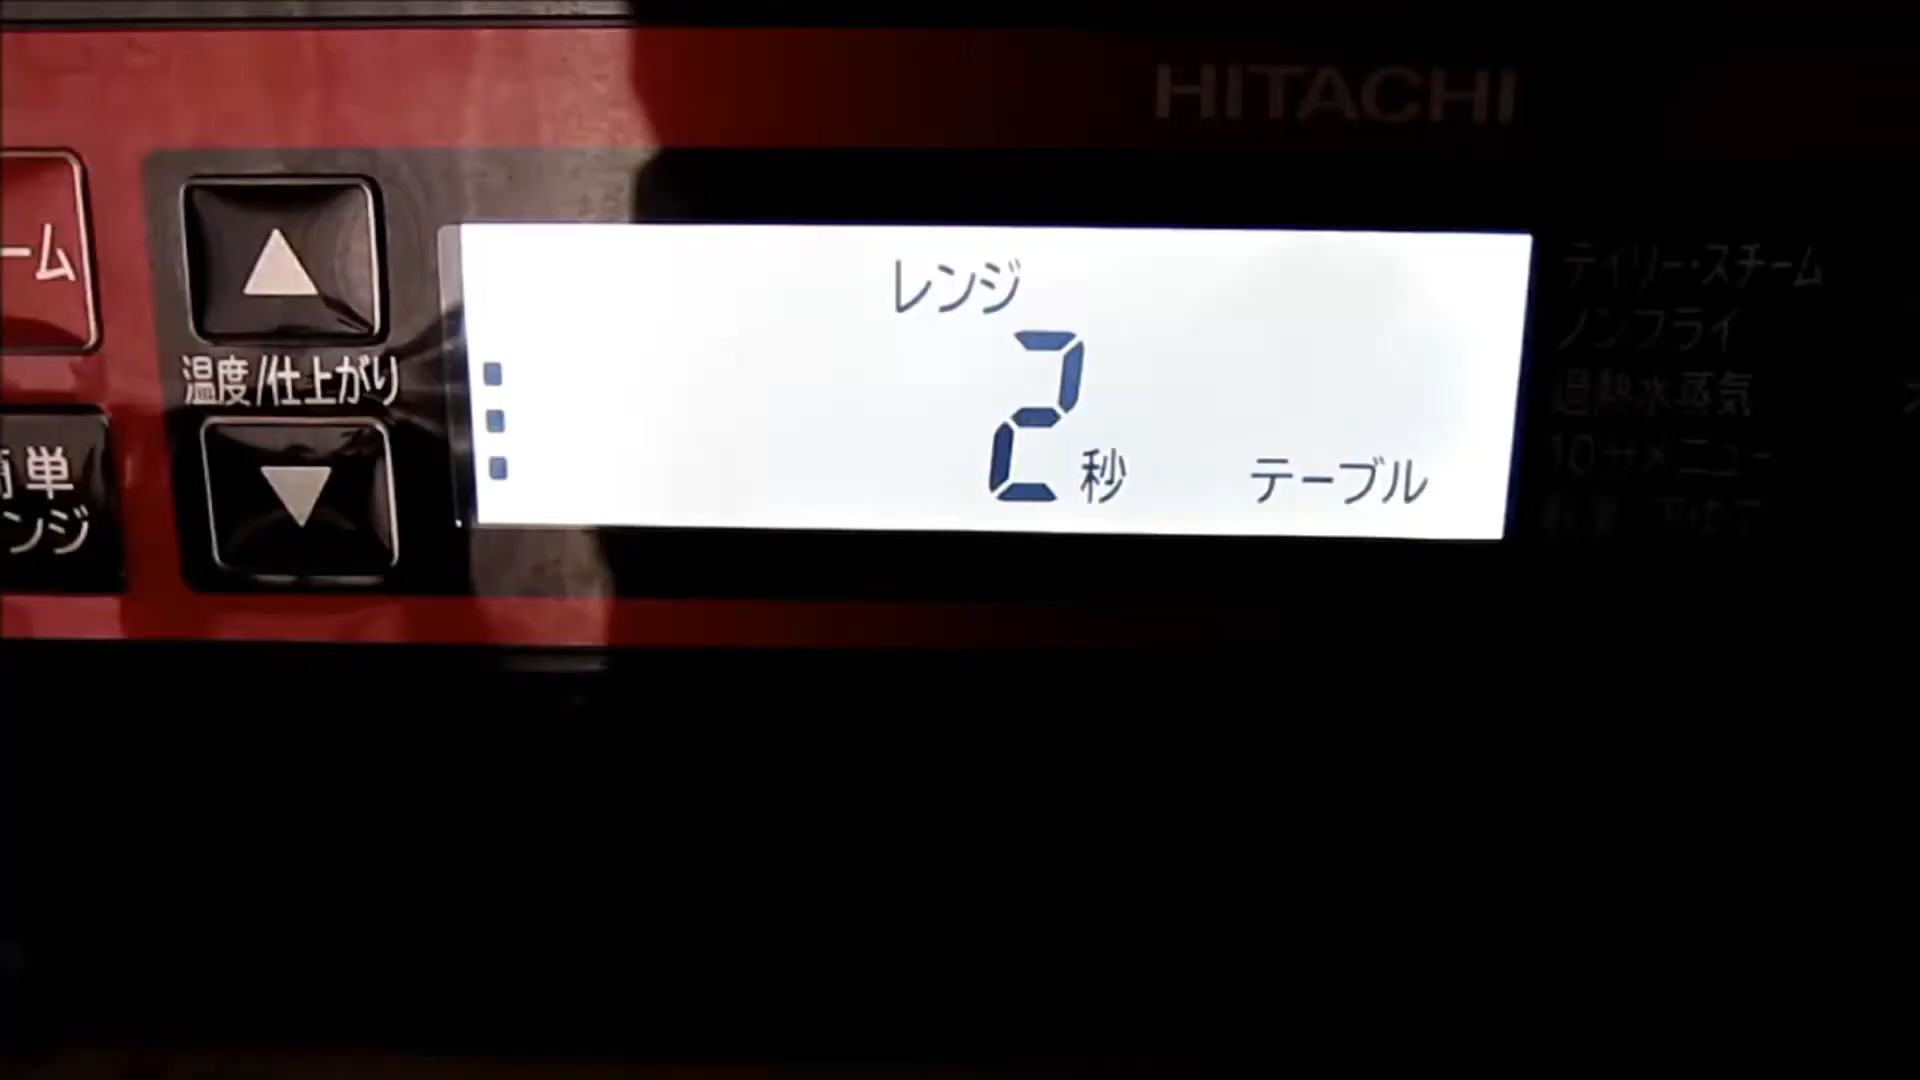 HITACHI
ーム
▲
温度/仕上がり
▼
簡単
ンジ
レンジ
2秒
テーブル
デイリー・スチーム
ノンフライ
過熱水蒸気
10分メニュー